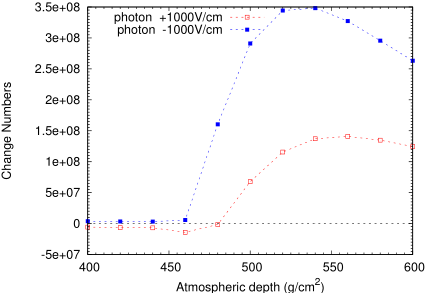 3.5e+08
3e+08
2.5e+08
2e+08
1.5e+08
1e+08
5e+07
0
-5e+07
Change Numbers
photon +1000V/cm
photon -1000V/cm
400 450 500 550 600
Atmospheric depth (g/cm²)